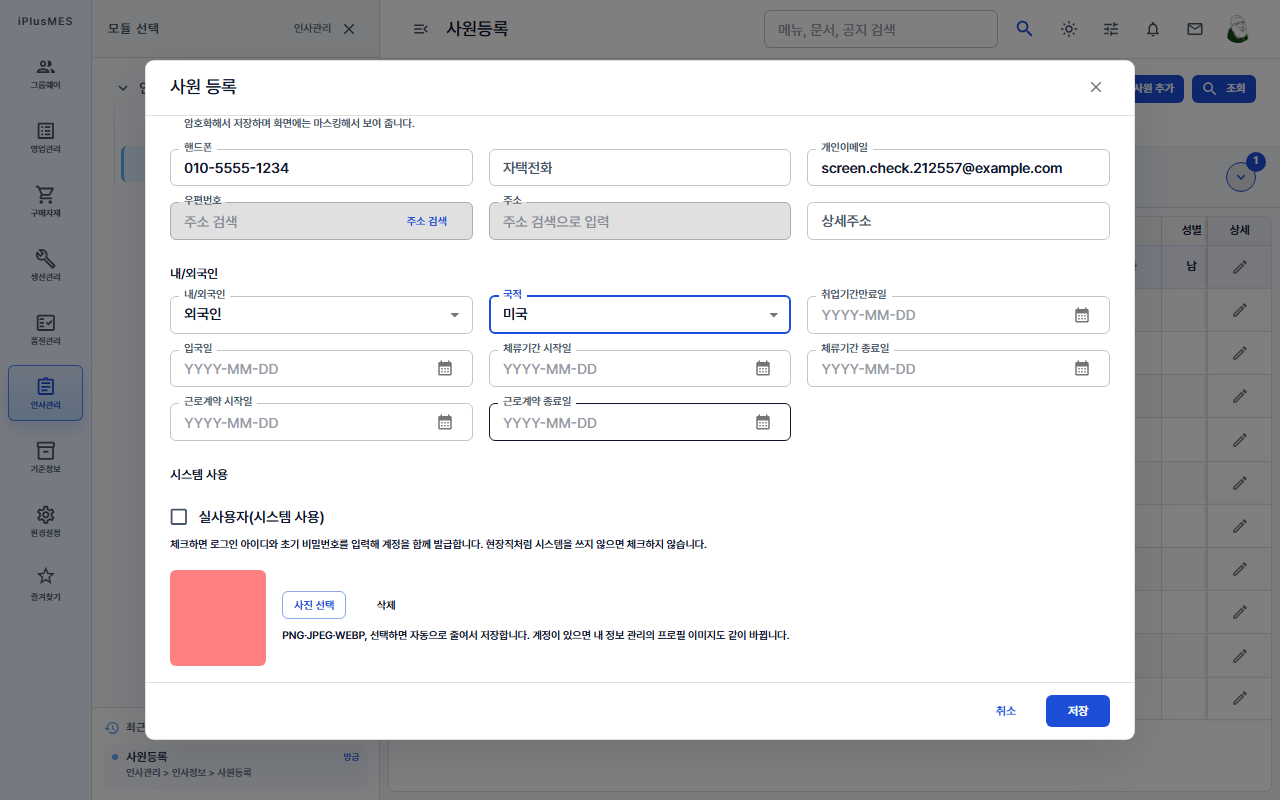 iPlusMES
모듈 선택
인사관리
사원등록
메뉴, 문서, 공지 검색
그룹웨어
영업관리
구매자재
생산관리
품질관리
인사관리
기준정보
환경설정
즐겨찾기
사원 추가
조회
1
성별
상세
남
사원 등록
암호화해서 저장하며 화면에는 마스킹해서 보여 줍니다.
핸드폰
010-5555-1234
자택전화
개인이메일
screen.check.212557@example.com
우편번호
주소 검색
주소 검색
주소
주소 검색으로 입력
상세주소
내/외국인
내/외국인
외국인
국적
미국
취업기간만료일
YYYY-MM-DD
입국일
YYYY-MM-DD
체류기간 시작일
YYYY-MM-DD
체류기간 종료일
YYYY-MM-DD
근로계약 시작일
YYYY-MM-DD
근로계약 종료일
YYYY-MM-DD
시스템 사용
실사용자(시스템 사용)
체크하면 로그인 아이디와 초기 비밀번호를 입력해 계정을 함께 발급합니다. 현장직처럼 시스템을 쓰지 않으면 체크하지 않습니다.
사진 선택
삭제
PNG·JPEG·WEBP, 선택하면 자동으로 줄여서 저장합니다. 계정이 있으면 내 정보 관리의 프로필 이미지도 같이 바뀝니다.
취소
저장
최근
사원등록
방금
인사관리 > 인사정보 > 사원등록